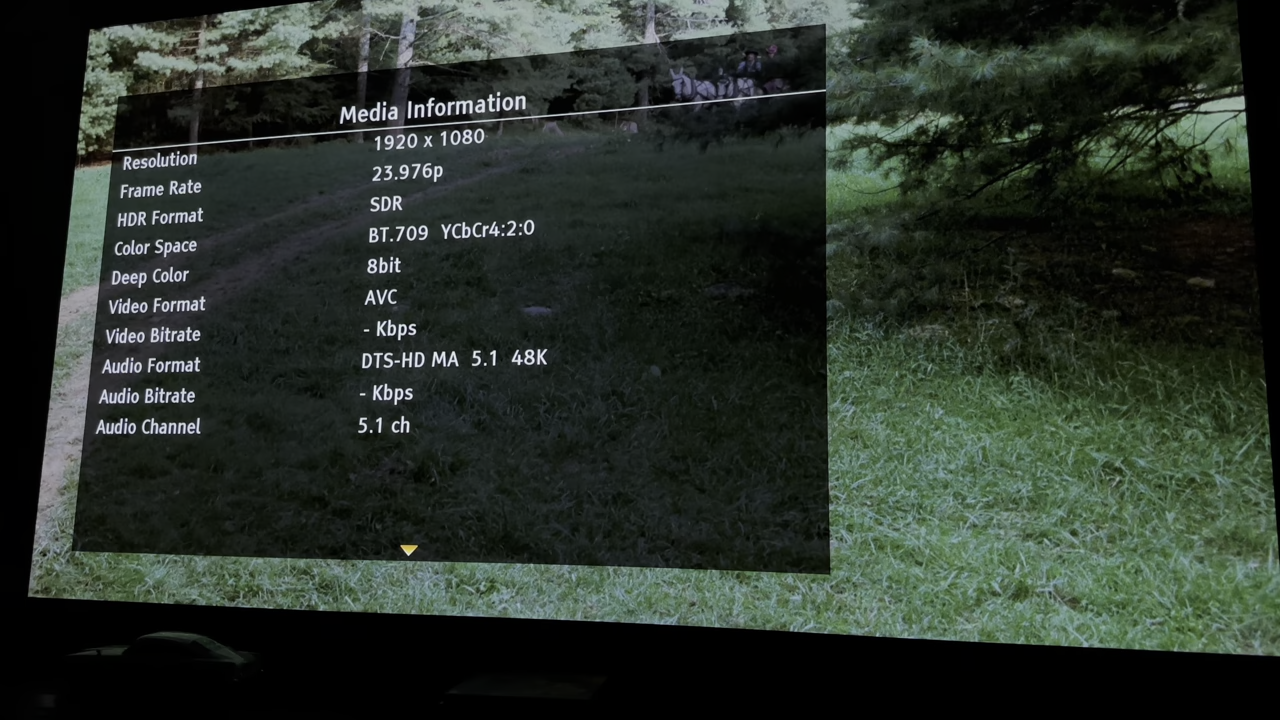 Media Information
Resolution 1920 x 1080
Frame Rate 23.976p
HDR Format SDR
Color Space BT.709 YCbCr4:2:0
Deep Color 8bit
Video Format AVC
Video Bitrate - Kbps
Audio Format DTS-HD MA 5.1 48K
Audio Bitrate - Kbps
Audio Channel 5.1 ch